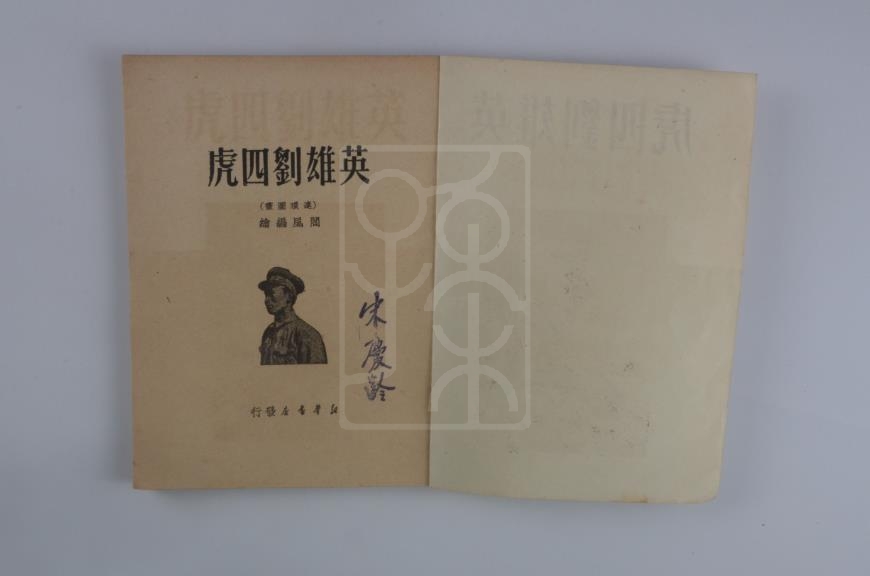 英雄劉四虎
(連環圖畫)
閻風編繪
宋慶齡
新華書店發行